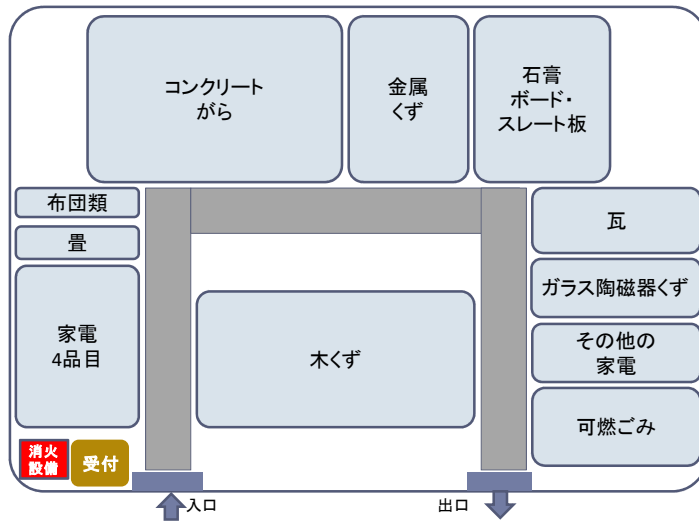 コンクリート
がら
金属
くず
石膏
ボード・
スレート板
布団類
畳
家電
4品目
木くず
瓦
ガラス陶磁器くず
その他の
家電
可燃ごみ
消火
設備
受付
入口
出口